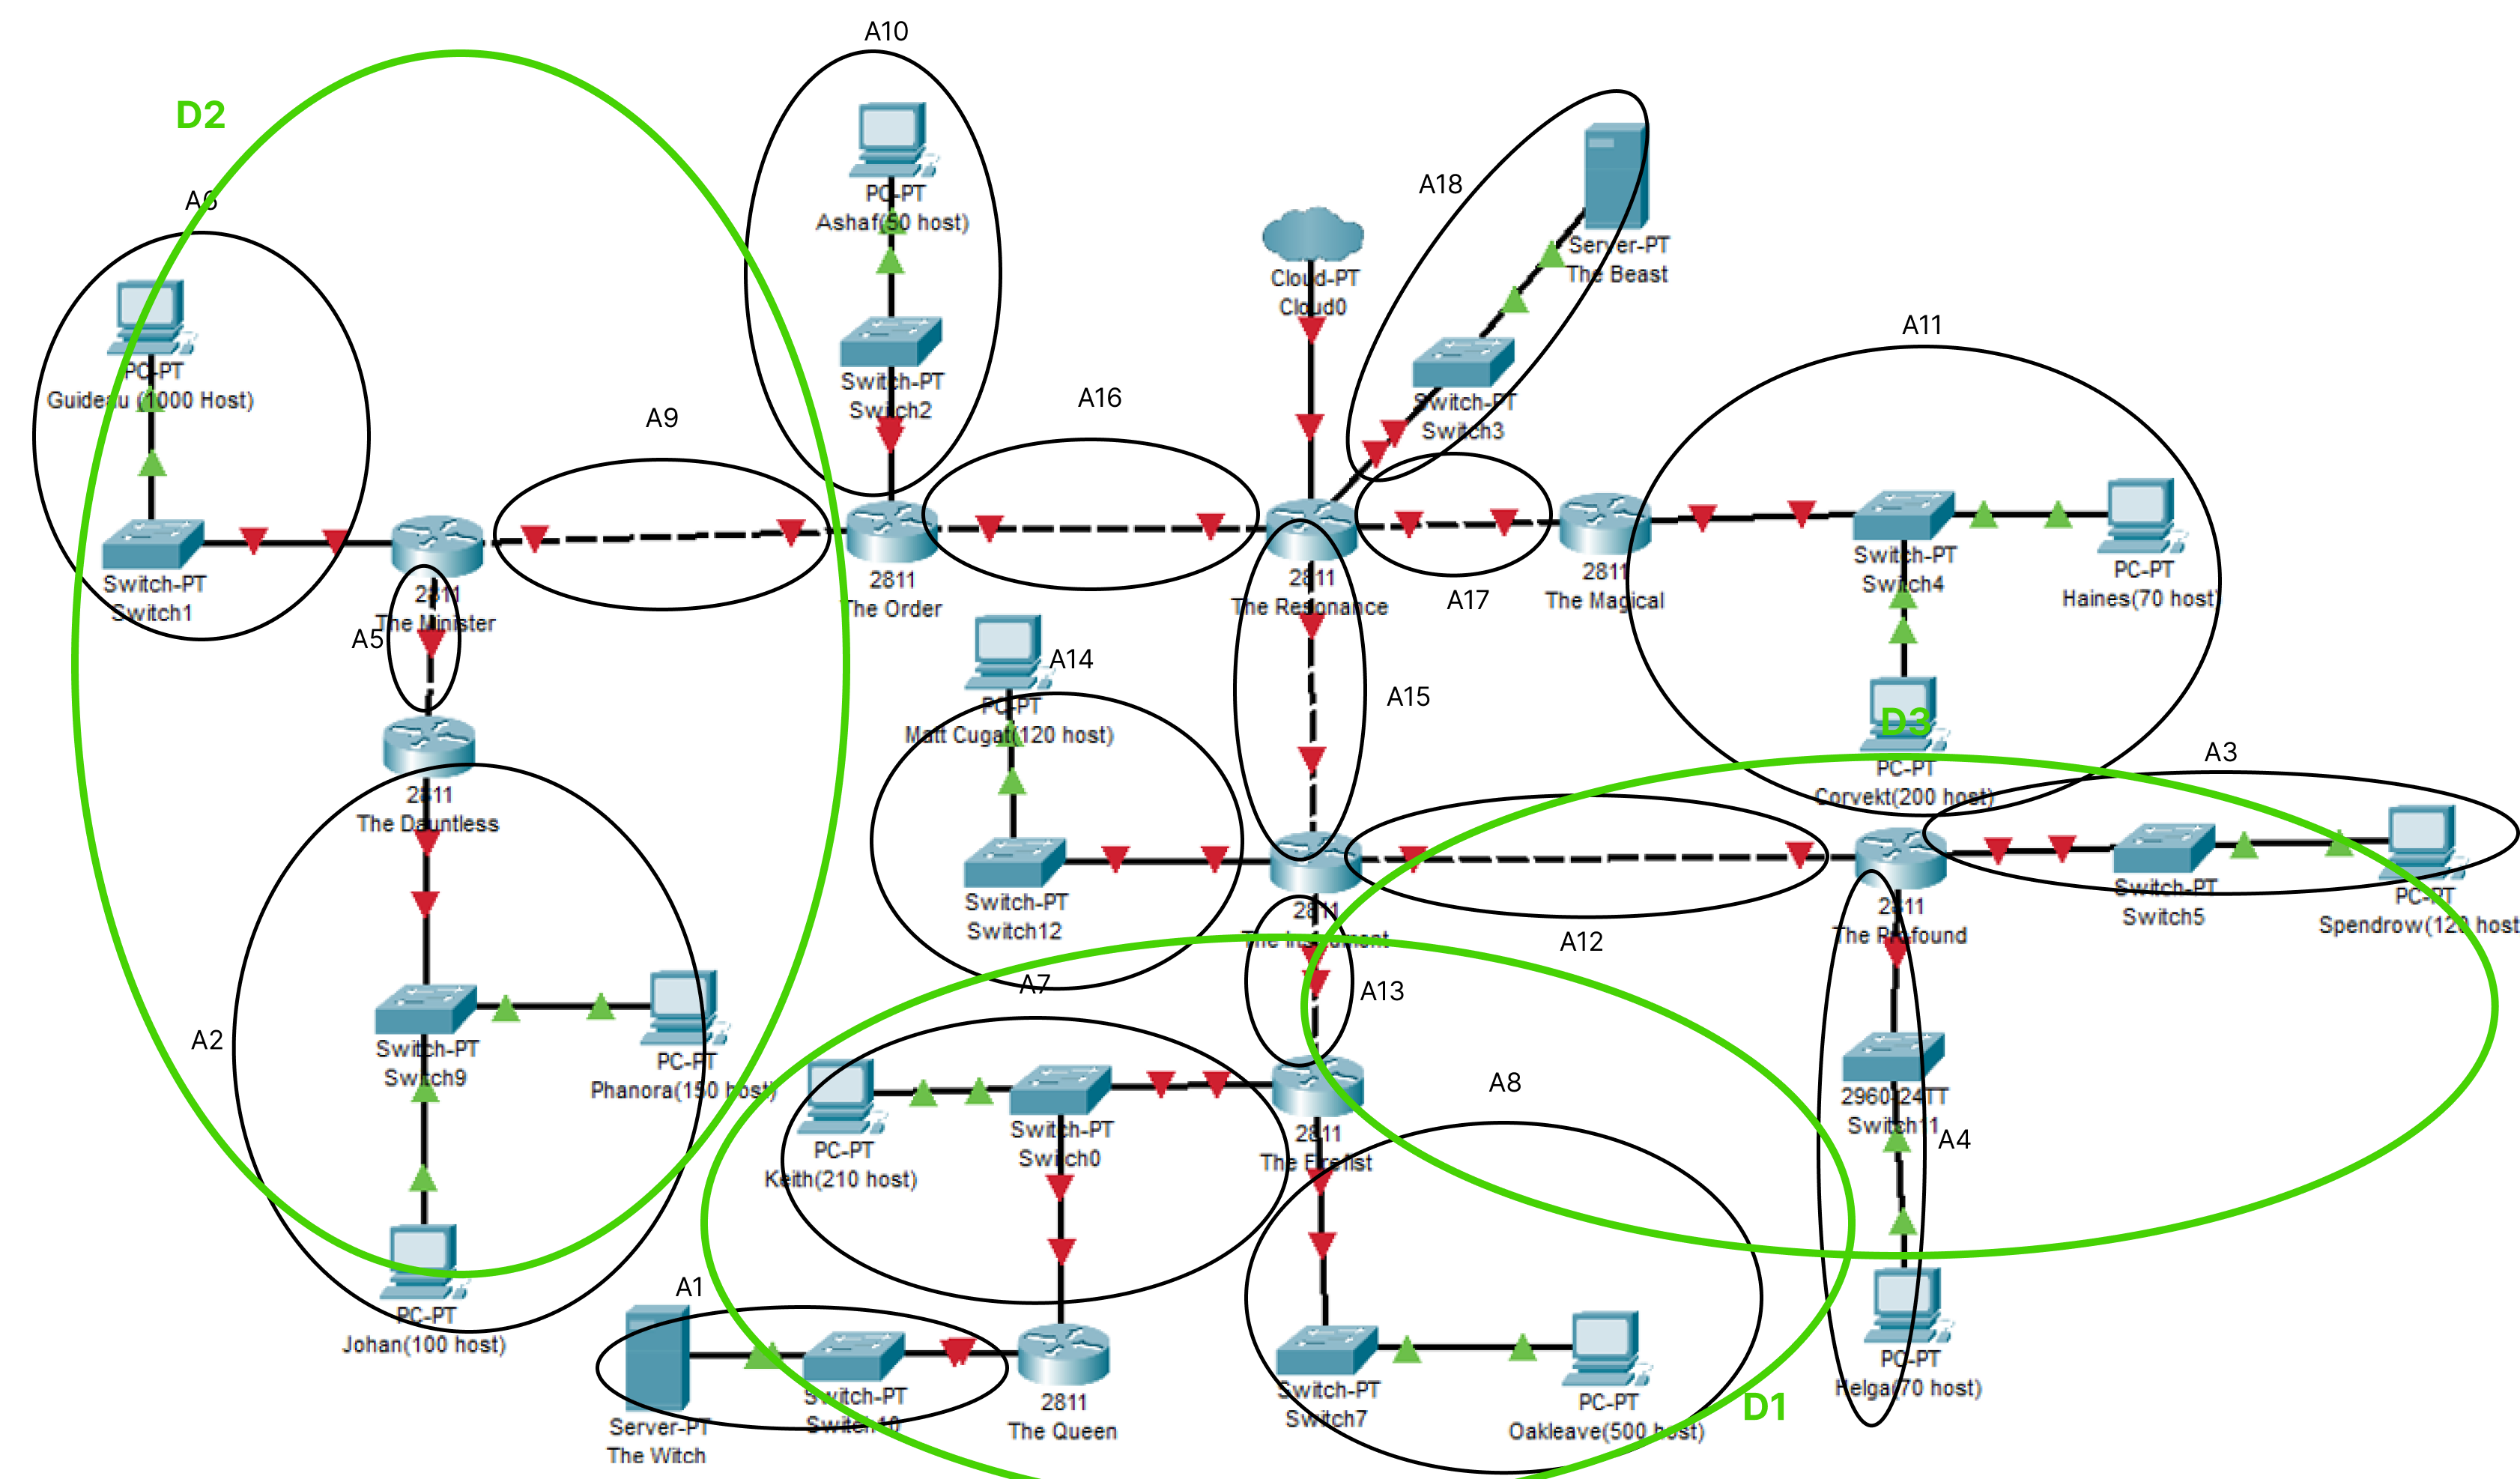 A10
D2
PC-PT
Ashaf(50 host)
A18
Server-PT
The Beast
Cloud-PT
Cloud0
A6
PC-PT
Guideau (1000 Host)
Switch-PT
Switch2
A9
A16
Switch-PT
Switch3
A11
Switch-PT
Switch1
2811
The Minister
A5
2811
The Order
2811
The Resonance
A17
2811
The Magical
Switch-PT
Switch4
PC-PT
Haines(70 host)
A14
PC-PT
Matt Cugat(120 host)
A15
D3
PC-PT
Corvekt(200 host)
A3
2811
The Dauntless
Switch-PT
Switch12
2811
The Instrument
A12
2811
The Profound
Switch-PT
Switch5
PC-PT
Spendrow(120 host
A7
A13
A2
Switch-PT
Switch9
PC-PT
Phanora(150 host)
PC-PT
Keith(210 host)
Switch-PT
Switch0
2811
The Firefist
A8
2960-24TT
Switch11
A4
PC-PT
Johan(100 host)
A1
Server-PT
The Witch
Switch-PT
Switch10
2811
The Queen
Switch-PT
Switch7
PC-PT
Oakleave(500 host)
D1
PC-PT
Helga(70 host)